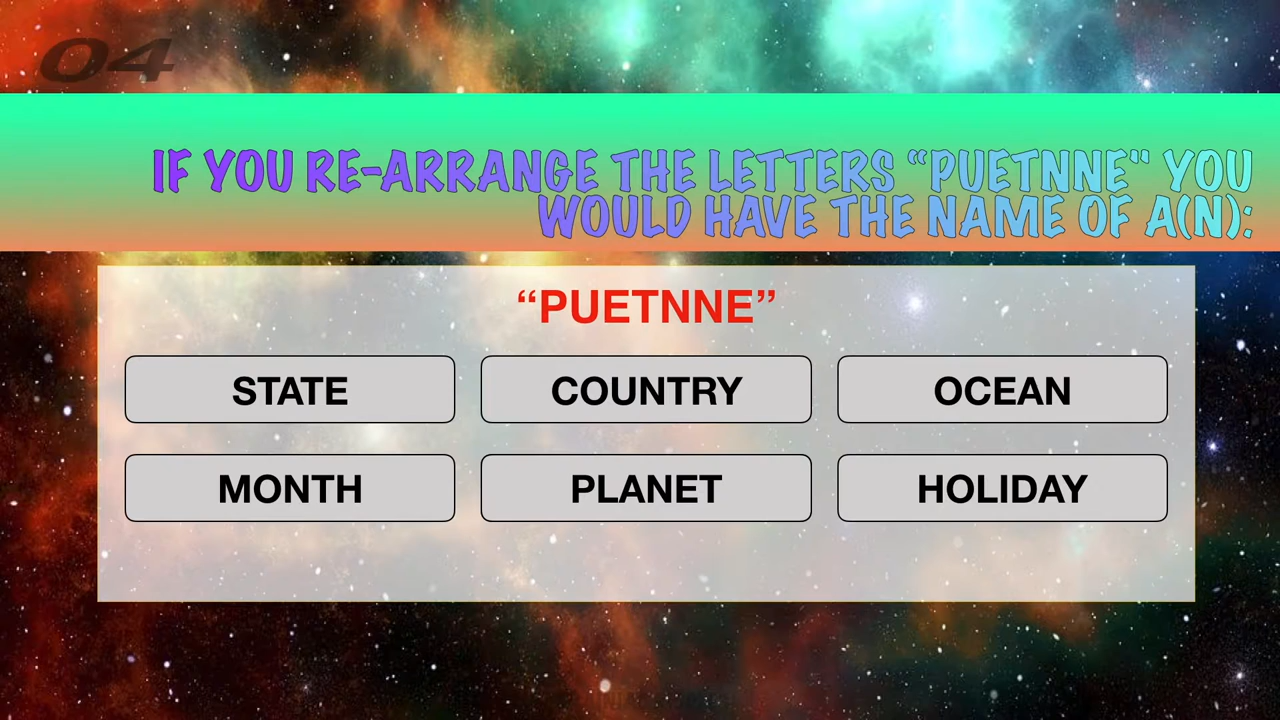 04
IF YOU RE-ARRANGE THE LETTERS “PUETNNE" YOU
WOULD HAVE THE NAME OF A(N):
“PUETNNE”
STATE COUNTRY OCEAN
MONTH PLANET HOLIDAY